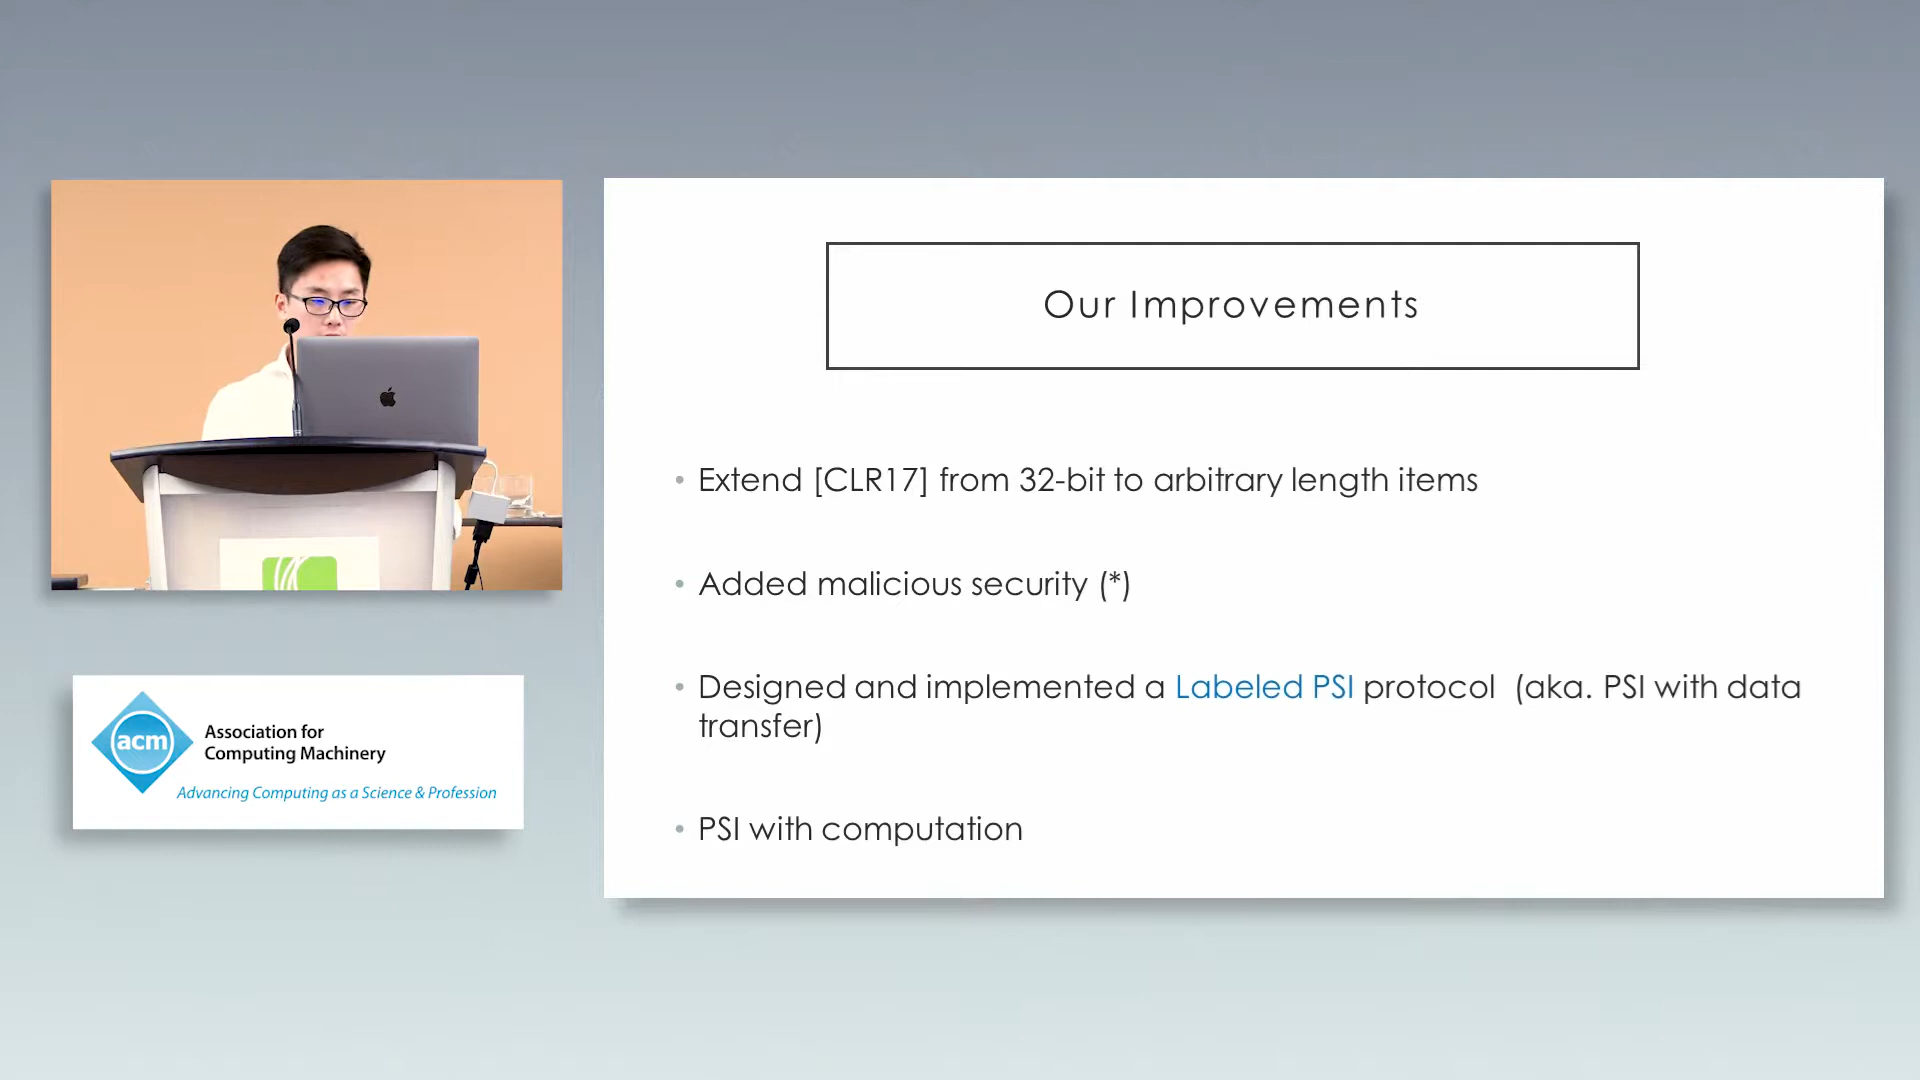 Our Improvements
• Extend [CLR17] from 32-bit to arbitrary length items
• Added malicious security (*)
• Designed and implemented a Labeled PSI protocol (aka. PSI with data
transfer)
• PSI with computation
acm
Association for
Computing Machinery
Advancing Computing as a Science & Profession